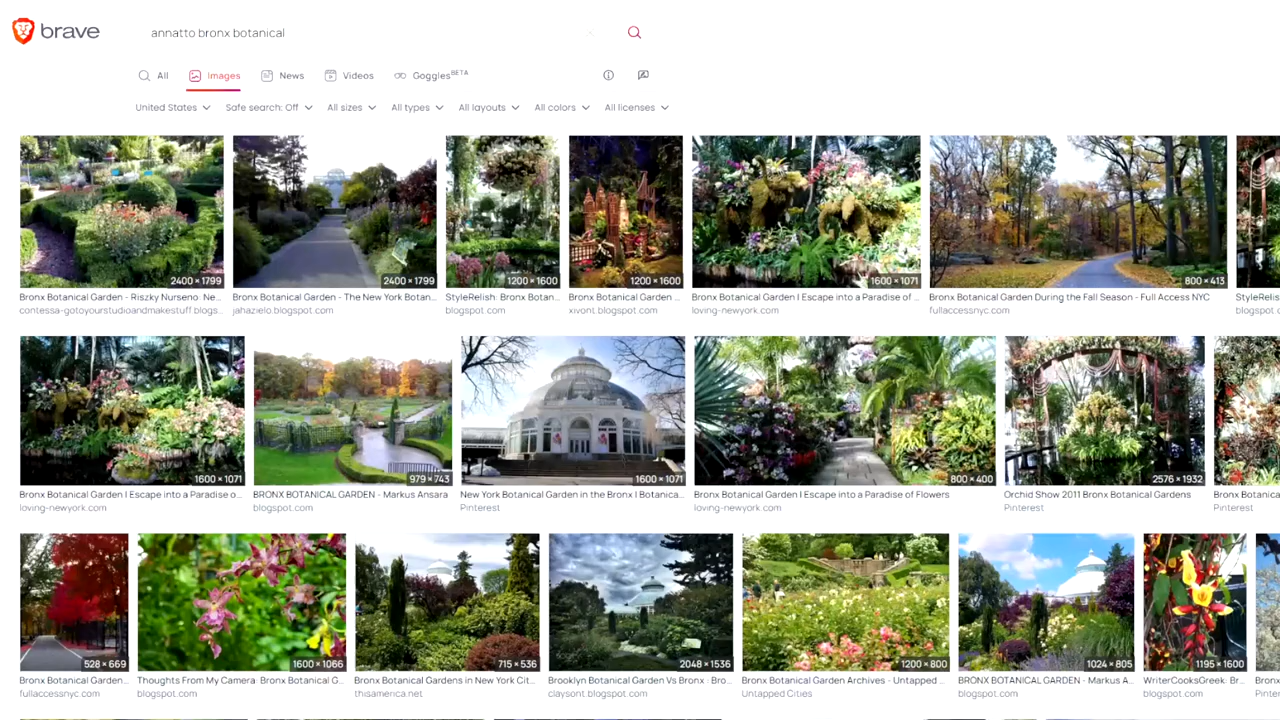 brave
annatto bronx botanical
All
Images
News
Videos
Goggles BETA
United States
Safe search: Off
All sizes
All types
All layouts
All colors
All licenses
2400 × 1799
2400 × 1799
1200 × 1600
1200 × 1600
1600 × 1071
800 × 413
Bronx Botanical Garden - Riszky Nurseno: Ne...
Bronx Botanical Garden - The New York Botan...
StyleRelish: Bronx Botan...
Bronx Botanical Garden ...
Bronx Botanical Garden | Escape into a Paradise of ...
Bronx Botanical Garden During the Fall Season - Full Access NYC
StyleRelis
contessa-gotoyourstudioandmakestuff.blogs...
jahazielo.blogspot.com
blogspot.com
xivont.blogspot.com
loving-newyork.com
fullaccessnyc.com
blogspot.c
1600 × 1071
979 × 743
1600 × 1071
800 × 400
2576 × 1932
Bronx Botanical Garden | Escape into a Paradise o...
BRONX BOTANICAL GARDEN - Markus Ansara
New York Botanical Garden in the Bronx | Botanica...
Bronx Botanical Garden | Escape into a Paradise of Flowers
Orchid Show 2011 Bronx Botanical Gardens
Bronx Bota
loving-newyork.com
blogspot.com
Pinterest
loving-newyork.com
Pinterest
Pinterest
528 × 669
1600 × 1066
715 × 536
2048 × 1536
1200 × 800
1024 × 805
1195 × 1600
Bronx Botanical Garden...
Thoughts From My Camera: Bronx Botanical G...
Bronx Botanical Gardens in New York Cit...
Brooklyn Botanical Garden Vs Bronx : Bro...
Bronx Botanical Garden Archives - Untapped ...
BRONX BOTANICAL GARDEN - Markus A...
WriterCooksGreek: Br...
Bronx
fullaccessnyc.com
blogspot.com
thisamerica.net
claysont.blogspot.com
Untapped Cities
blogspot.com
blogspot.com
Pinter